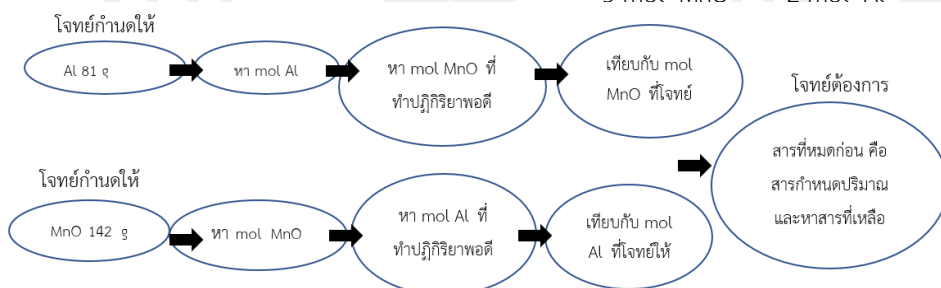 3 mol MnO 2 mol Al
โจทย์กำหนดให้
Al 81 g
หา mol Al
หา mol MnO ที่
ทำปฏิกิริยาพอดี
เทียบกับ mol
MnO ที่โจทย์
โจทย์ต้องการ
สารที่หมดก่อน คือ
สารกำหนดปริมาณ
และหาสารที่เหลือ
โจทย์กำหนดให้
MnO 142 g
หา mol MnO
หา mol Al ที่
ทำปฏิกิริยาพอดี
เทียบกับ mol
Al ที่โจทย์ให้